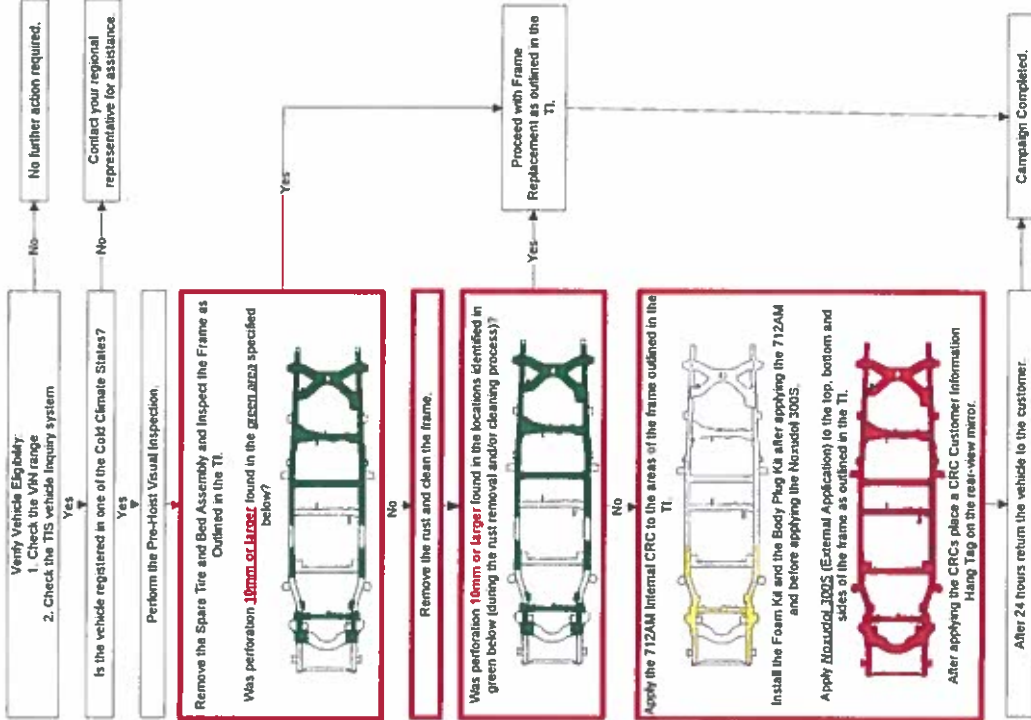 Verify Vehicle Eligibility:
1. Check the VIN range
2. Check the TIS vehicle Inquiry system
No
No further action required.
Yes
Is the vehicle registered in one of the Cold Climate States?
No
Contact your regional
representative for assistance.
Yes
Perform the Pre-Hoist Visual Inspection.
Remove the Spare Tire and Bed Assembly and Inspect the Frame as
Outlined in the TI.
Was perforation 10mm or larger found in the green area specified
below?
Yes
No
Remove the rust and clean the frame.
Was perforation 10mm or larger found in the locations identified in
green below (during the rust removal and/or cleaning process)?
Yes
Proceed with Frame
Replacement as outlined in the
TI.
No
Apply the 712AM Internal CRC to the areas of the frame outlined in the
TI.
Install the Foam Kit and the Body Plug Kit after applying the 712AM
and before applying the Noxudol 300S.
Apply Noxudol 300S (External Application) to the top, bottom and
sides of the frame as outlined in the TI.
After applying the CRCs place a CRC Customer Information
Hang Tag on the rear-view mirror.
After 24 hours return the vehicle to the customer.
Campaign Completed.